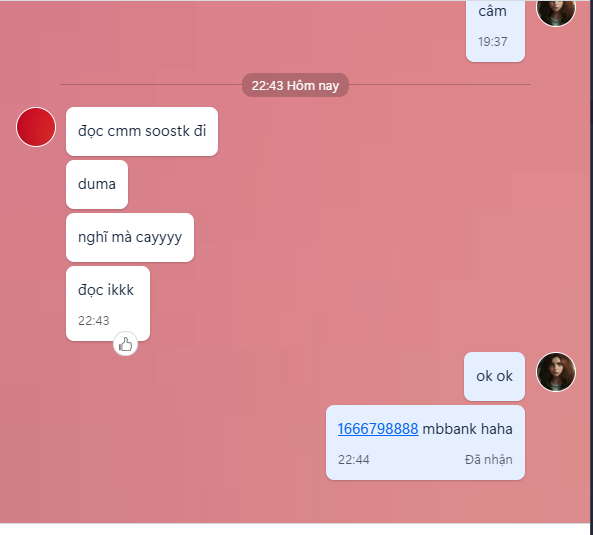 câm
19:37
22:43 Hôm nay
đọc cmm soostk đi
duma
nghĩ mà cayyyy
đọc ikkk
22:43
ok ok
1666798888 mbbank haha
22:44 Đã nhận